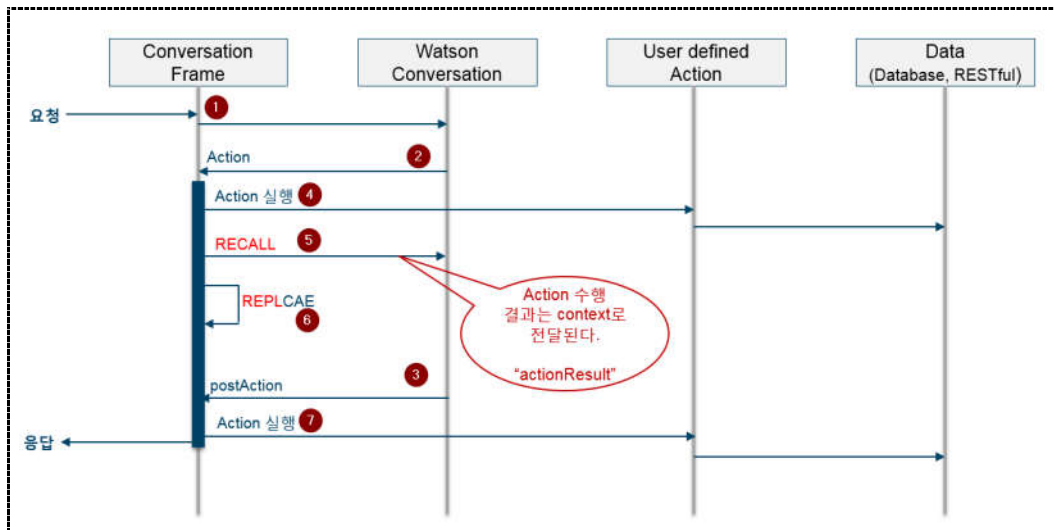 Conversation
Frame
Watson
Conversation
User defined
Action
Data
(Database, RESTful)
요청
1
Action
2
Action 실행 4
RECALL 5
REPLCAE
6
Action 수행
결과는 context로
전달된다.
“actionResult”
postAction
3
Action 실행 7
응답